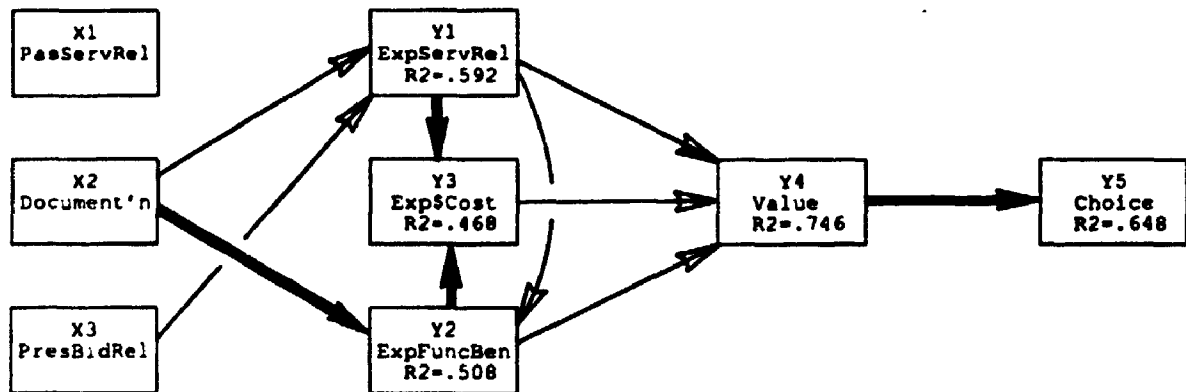 X1
PasServRel
Y1
ExpServRel
R2=.592
X2
Document'n
Y3
Exp$Cost
R2=.468
Y4
Value
R2=.746
Y5
Choice
R2=.648
X3
PresBidRel
Y2
ExpFuncBen
R2=.508